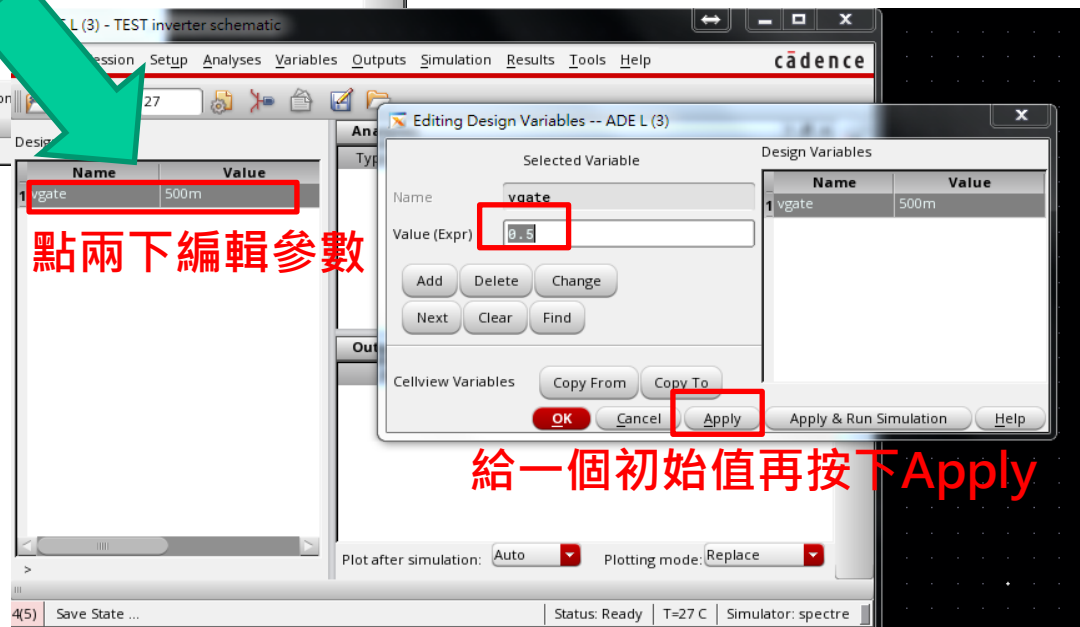 L (3) - TEST inverter schematic
ession Setup Analyses Variables Outputs Simulation Results Tools Help cādence
27
Editing Design Variables -- ADE L (3)
Name Value
1 vgate 500m
點兩下編輯參數
Selected Variable
Name vgate
Value (Expr) 0.5
Add Delete Change
Next Clear Find
Cellview Variables Copy From Copy To
Design Variables
Name Value
1 vgate 500m
OK Cancel Apply Apply & Run Simulation Help
給一個初始值再按下Apply
Plot after simulation: Auto Plotting mode: Replace
>
4(5) Save State ... Status: Ready T=27 C Simulator: spectre